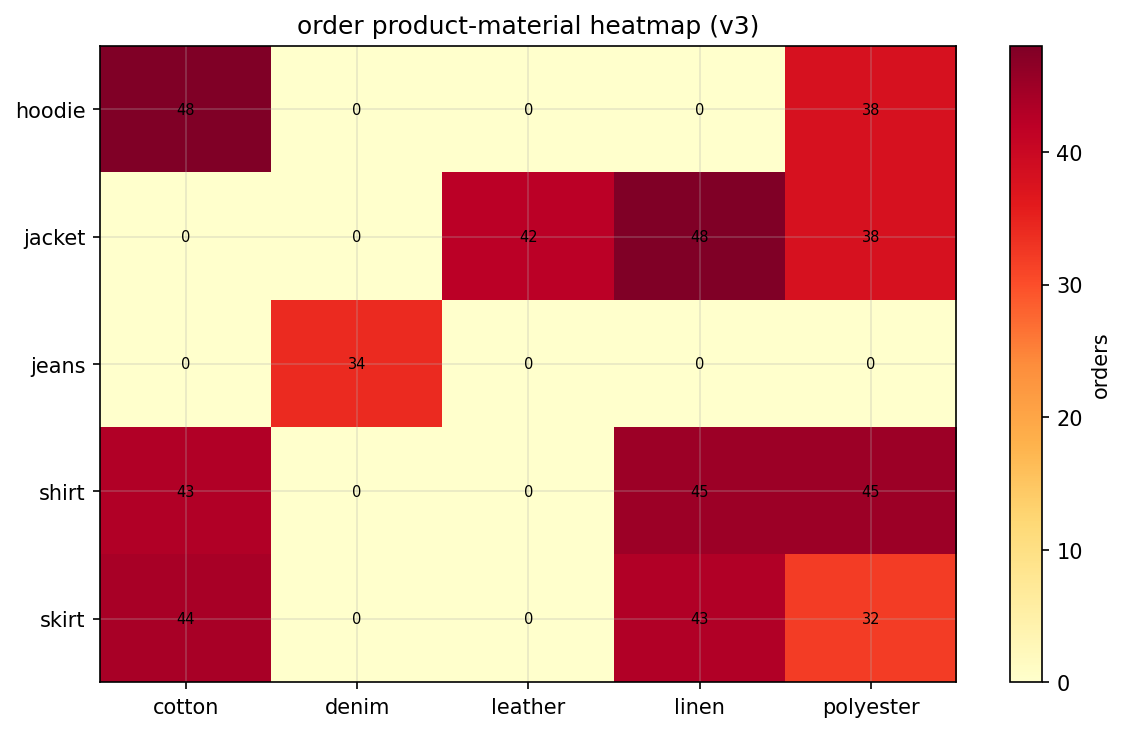 order product-material heatmap (v3)
hoodie 48 0 0 0 38
jacket 0 0 42 48 38
jeans 0 34 0 0 0
shirt 43 0 0 45 45
skirt 44 0 0 43 32
cotton denim leather linen polyester
40
30
20
10
0
orders